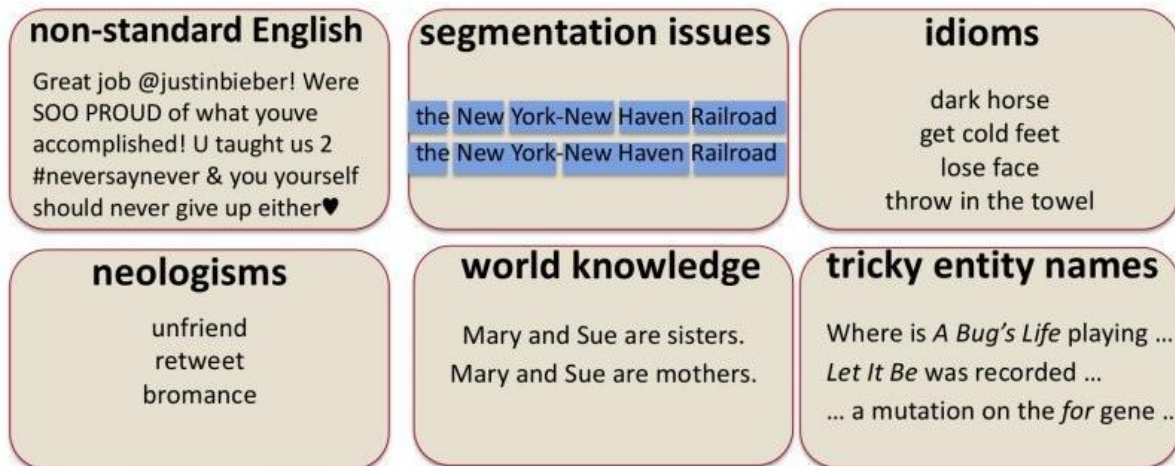 non-standard English
Great job @justinbieber! Were
SOO PROUD of what youve
accomplished! U taught us 2
#neversaynever & you yourself
should never give up either♥
segmentation issues
the New York-New Haven Railroad
the New York-New Haven Railroad
idioms
dark horse
get cold feet
lose face
throw in the towel
neologisms
unfriend
retweet
bromance
world knowledge
Mary and Sue are sisters.
Mary and Sue are mothers.
tricky entity names
Where is A Bug's Life playing …
Let It Be was recorded …
… a mutation on the for gene …